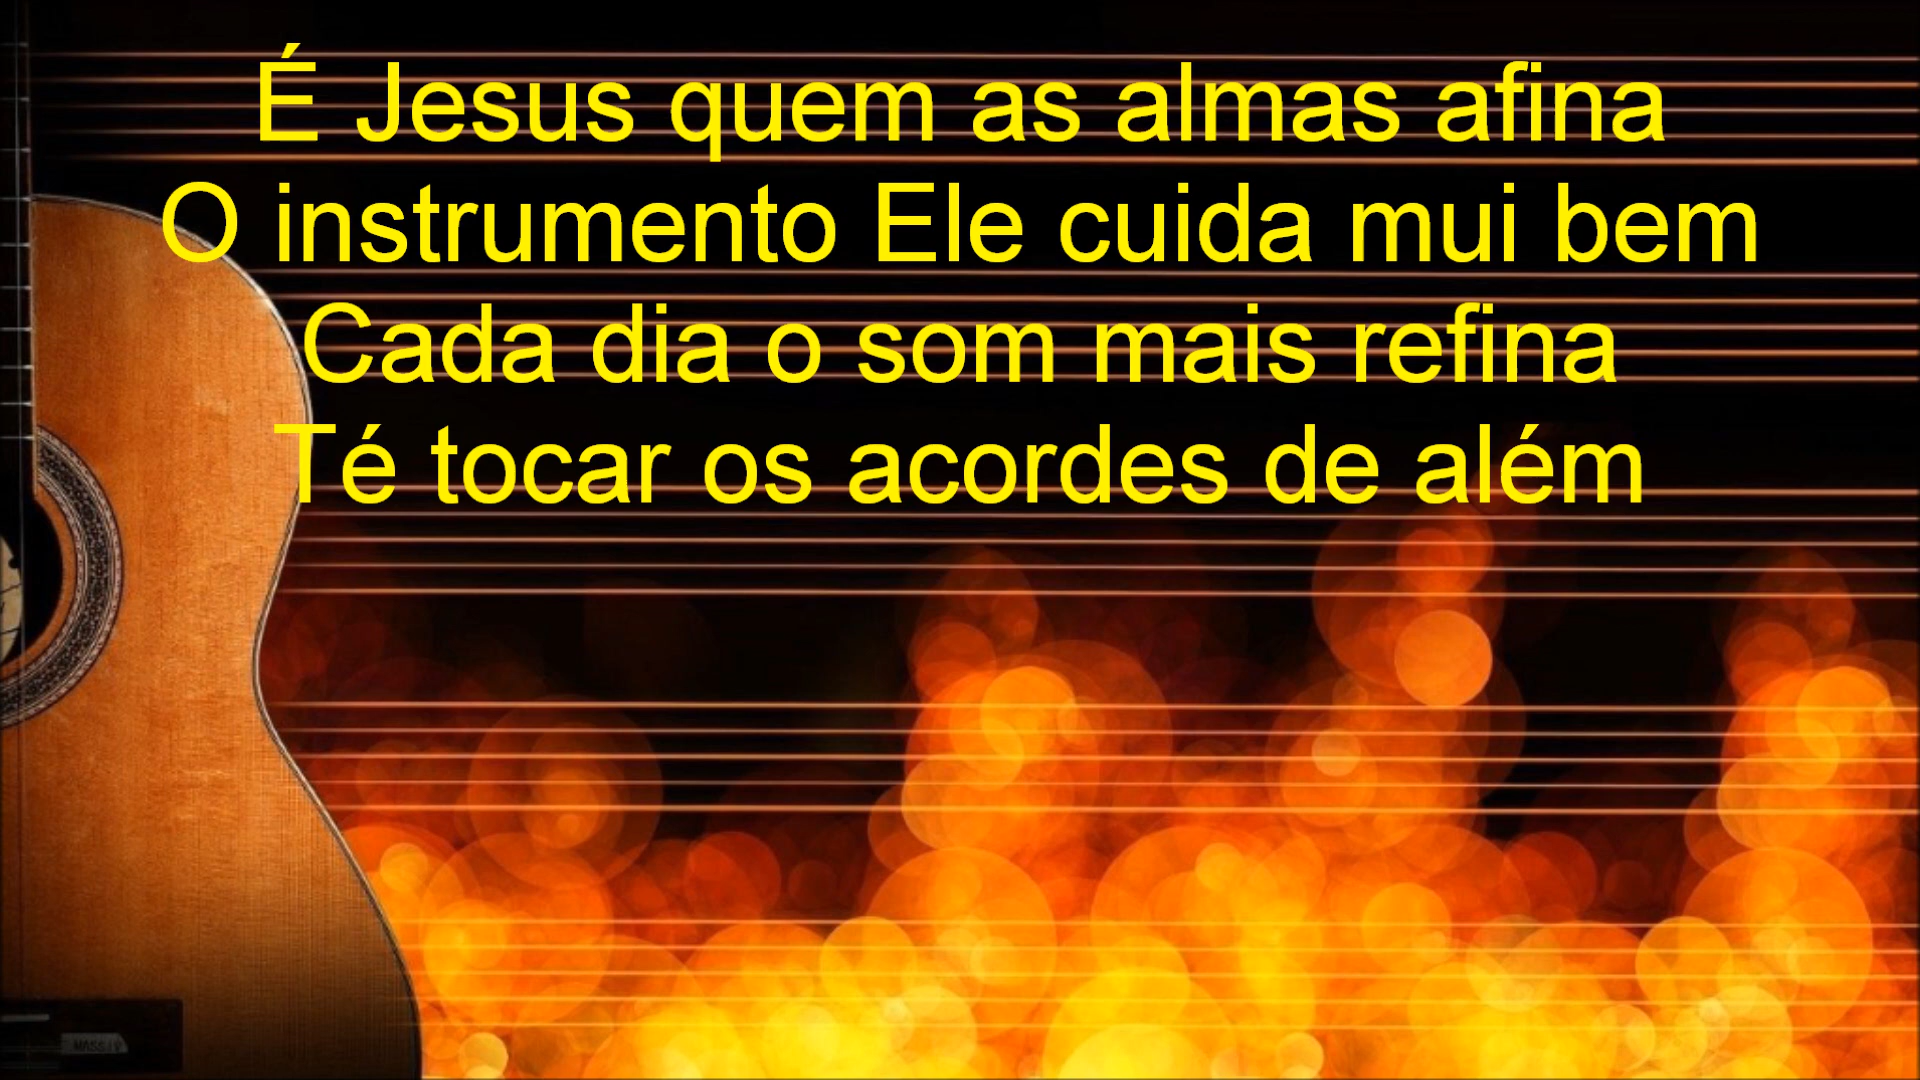 É Jesus quem as almas afina
O instrumento Ele cuida mui bem
Cada dia o som mais refina
Té tocar os acordes de além